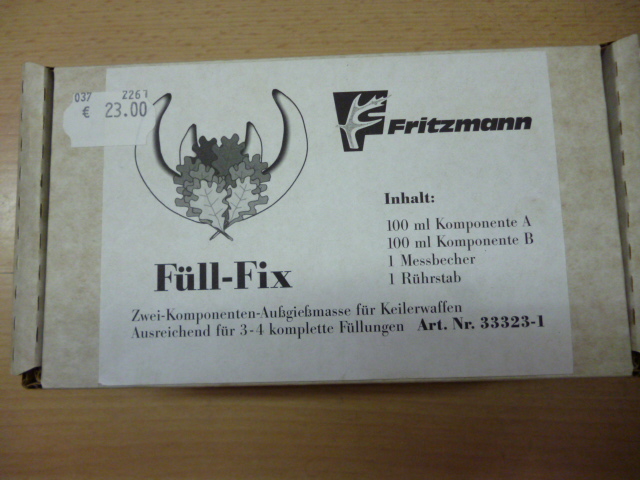 037 2261
€ 23.00
Fritzmann
Inhalt:
100 ml Komponente A
100 ml Komponente B
1 Messbecher
1 Rührstab
Füll-Fix
Zwei-Komponenten-Außgießmasse für Keilerwaffen
Ausreichend für 3-4 komplette Füllungen Art. Nr. 33323-1